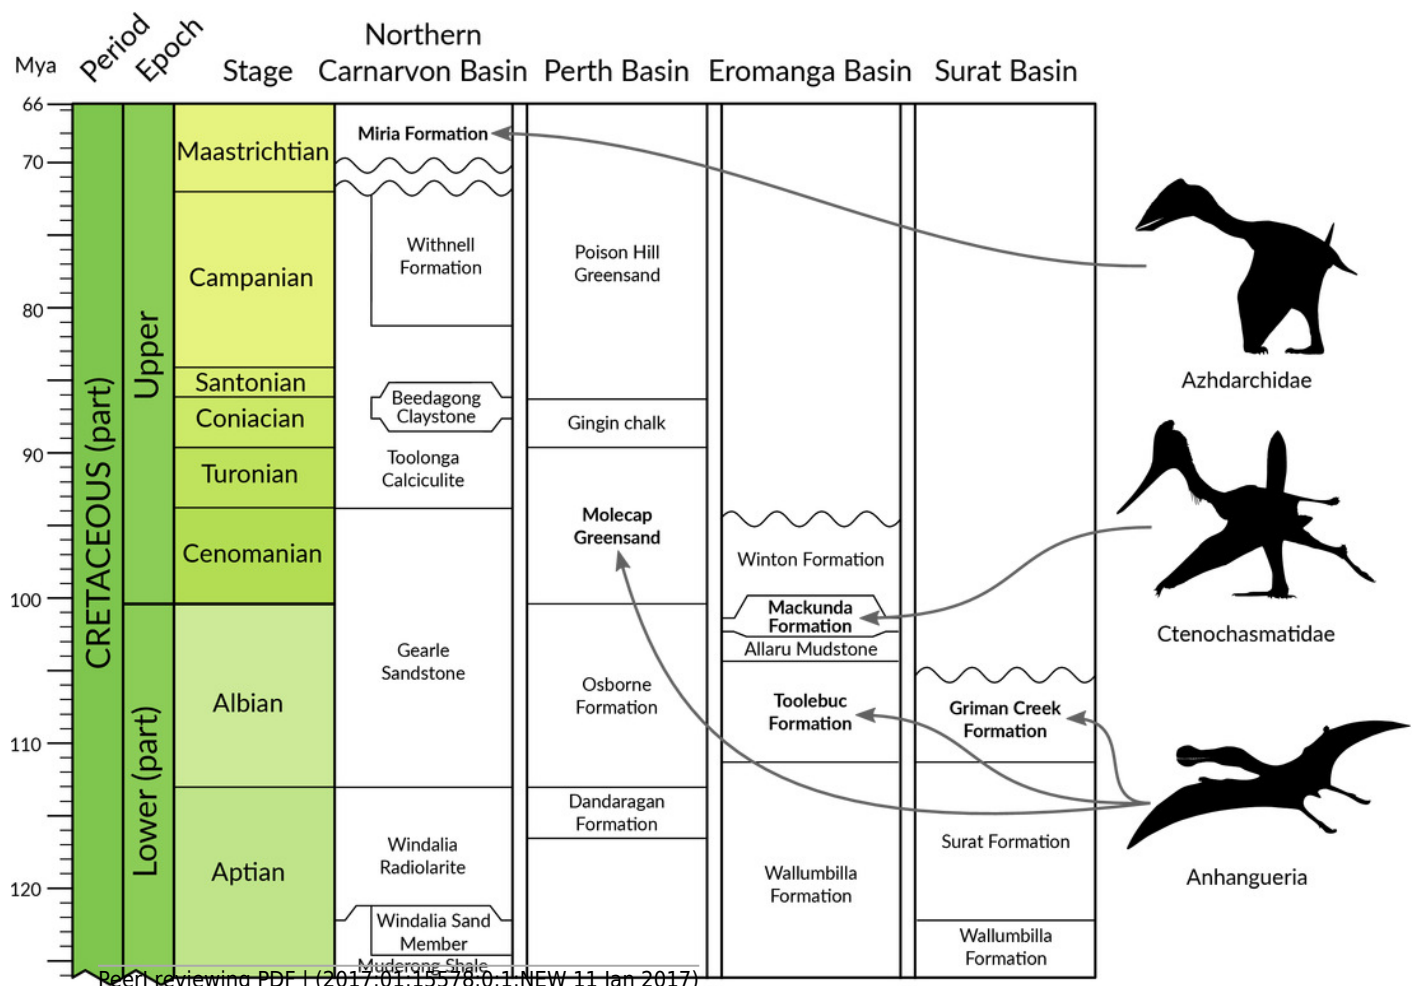 Mya
Period
Epoch
Stage
Northern
Carnarvon Basin
Perth Basin
Eromanga Basin
Surat Basin
66
70
80
90
100
110
120
CRETACEOUS (part)
Upper
Lower (part)
Maastrichtian
Campanian
Santonian
Coniacian
Turonian
Cenomanian
Albian
Aptian
Miria Formation
Withnell
Formation
Beedagong
Claystone
Toolonga
Calciculite
Gearle
Sandstone
Windalia
Radiolarite
Windalia Sand
Member
Muderong Shale
Poison Hill
Greensand
Gingin chalk
Molecap
Greensand
Osborne
Formation
Dandaragan
Formation
Winton Formation
Mackunda
Formation
Allaru Mudstone
Toolebuc
Formation
Wallumbilla
Formation
Griman Creek
Formation
Surat Formation
Wallumbilla
Formation
Azhdarchidae
Ctenochasmatidae
Anhangueria
PeerJ reviewing PDF | (2017:01:15578:0:1:NEW 11 Jan 2017)